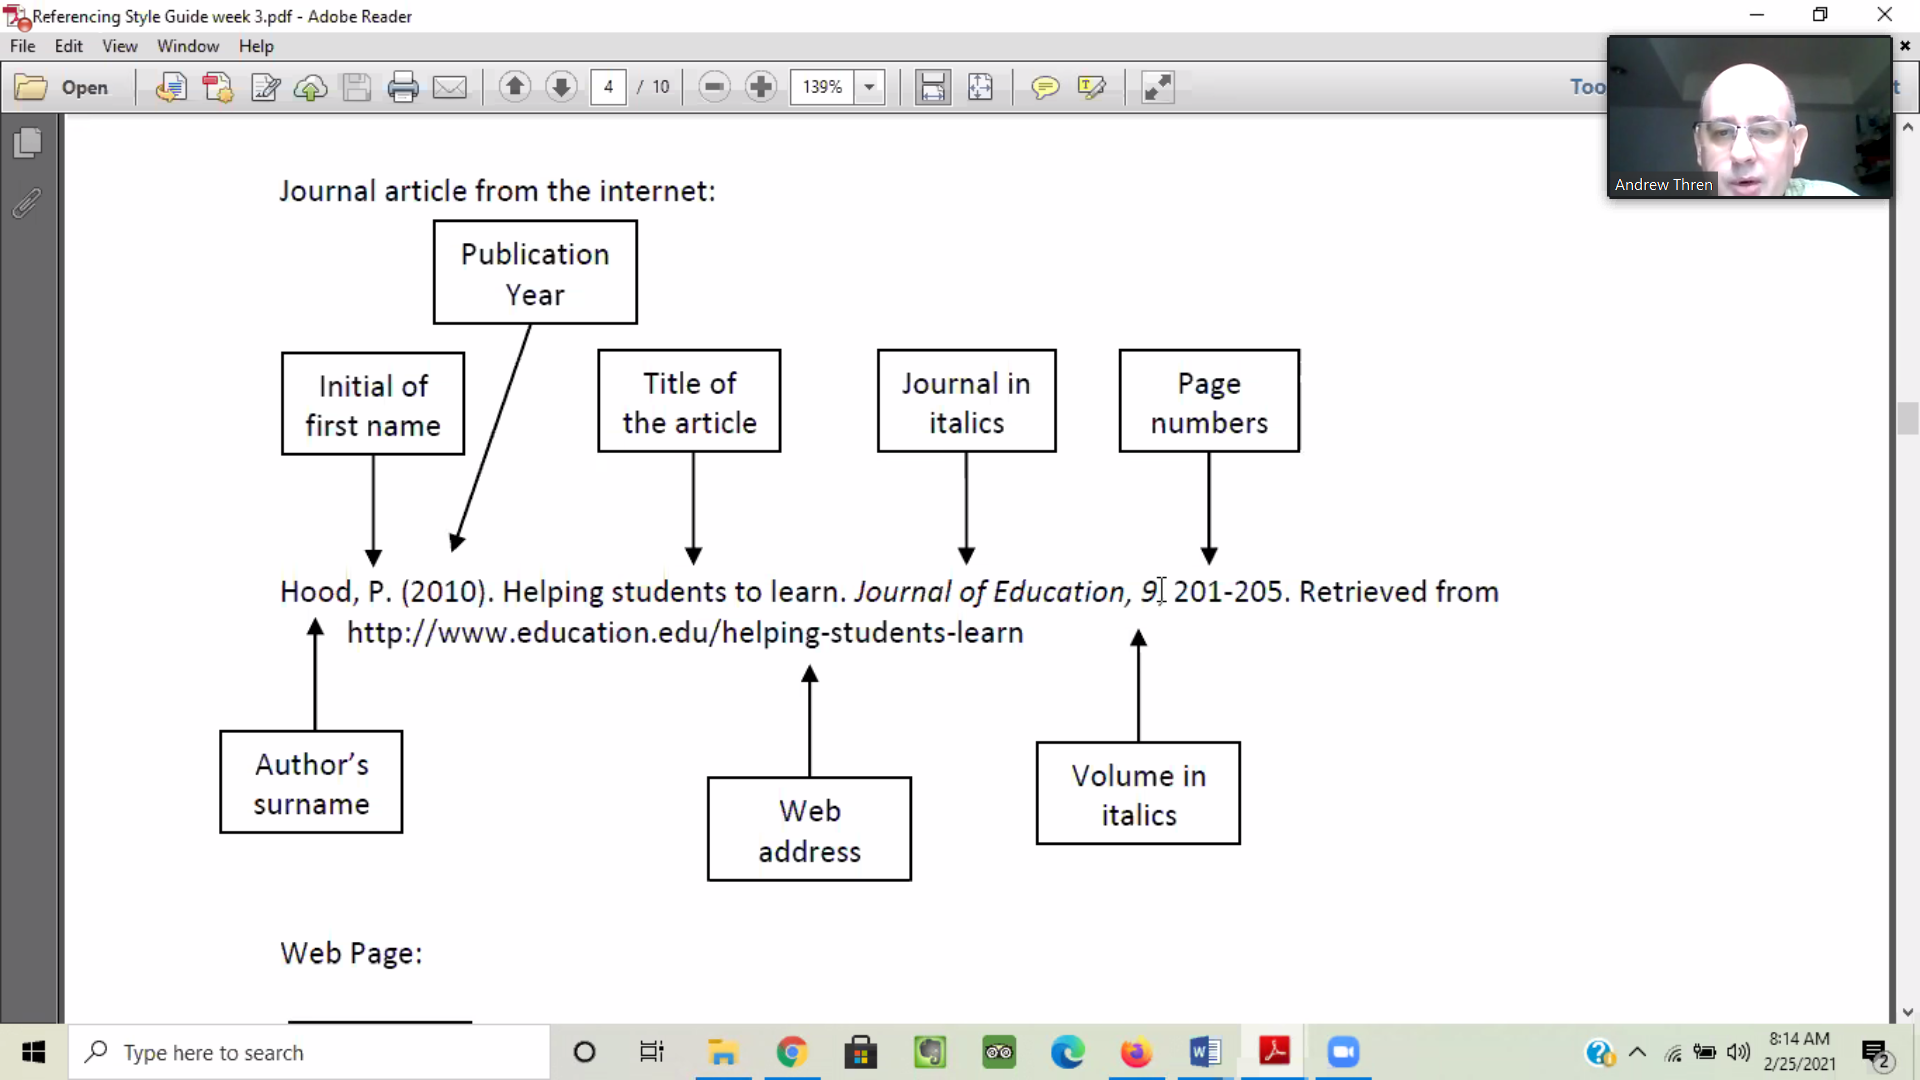 Referencing Style Guide week 3.pdf - Adobe Reader
File Edit View Window Help
Open 4 / 10 139%
Andrew Thren
Journal article from the internet:
Publication
Year
Initial of
first name
Title of
the article
Journal in
italics
Page
numbers
Hood, P. (2010). Helping students to learn. Journal of Education, 9, 201-205. Retrieved from
http://www.education.edu/helping-students-learn
Author’s
surname
Web
address
Volume in
italics
Web Page:
Type here to search
8:14 AM
2/25/2021
2